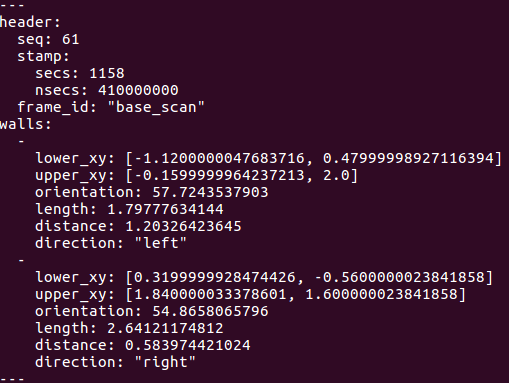 ---
header:
  seq: 61
  stamp:
    secs: 1158
    nsecs: 410000000
  frame_id: "base_scan"
walls:
  -
    lower_xy: [-1.1200000047683716, 0.47999998927116394]
    upper_xy: [-0.1599999964237213, 2.0]
    orientation: 57.7243537903
    length: 1.79777634144
    distance: 1.20326423645
    direction: "left"
  -
    lower_xy: [0.3199999928474426, -0.5600000023841858]
    upper_xy: [1.840000033378601, 1.600000023841858]
    orientation: 54.8658065796
    length: 2.64121174812
    distance: 0.583974421024
    direction: "right"
---